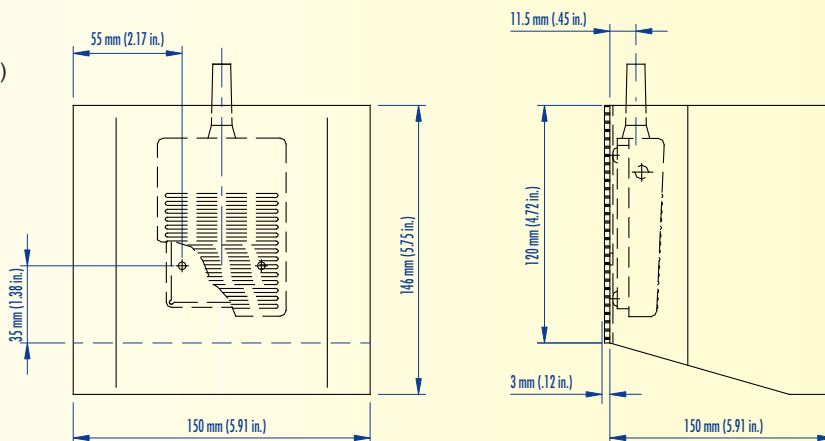 55 mm (2.17 in.)
11.5 mm (.45 in.)
)
35 mm (1.38 in.)
146 mm (5.75 in.)
120 mm (4.72 in.)
3 mm (.12 in.)
150 mm (5.91 in.)
150 mm (5.91 in.)